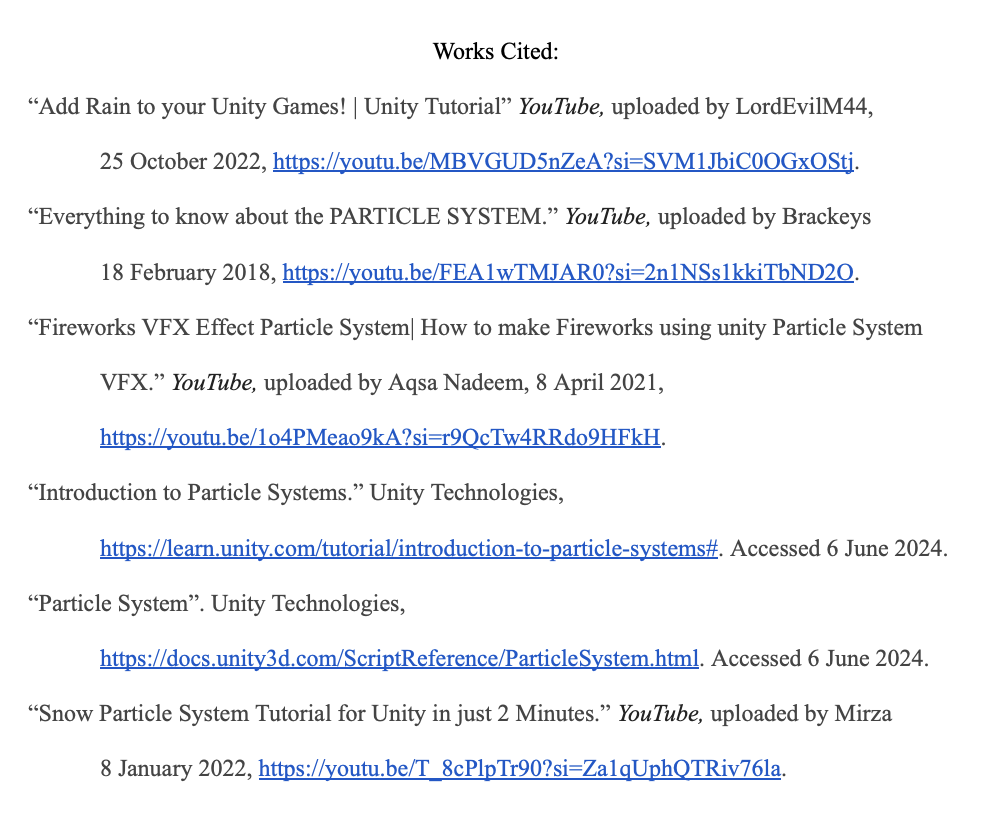 Works Cited:
“Add Rain to your Unity Games! | Unity Tutorial” YouTube, uploaded by LordEvilM44,
25 October 2022, https://youtu.be/MBVGUD5nZeA?si=SVM1JbiC0OGxOStj.
“Everything to know about the PARTICLE SYSTEM.” YouTube, uploaded by Brackeys
18 February 2018, https://youtu.be/FEA1wTMJAR0?si=2n1NSs1kkiTbND2O.
“Fireworks VFX Effect Particle System| How to make Fireworks using unity Particle System
VFX.” YouTube, uploaded by Aqsa Nadeem, 8 April 2021,
https://youtu.be/1o4PMeao9kA?si=r9QcTw4RRdo9HFkH.
“Introduction to Particle Systems.” Unity Technologies,
https://learn.unity.com/tutorial/introduction-to-particle-systems#. Accessed 6 June 2024.
“Particle System”. Unity Technologies,
https://docs.unity3d.com/ScriptReference/ParticleSystem.html. Accessed 6 June 2024.
“Snow Particle System Tutorial for Unity in just 2 Minutes.” YouTube, uploaded by Mirza
8 January 2022, https://youtu.be/T_8cPlpTr90?si=Za1qUphQTRiv76la.